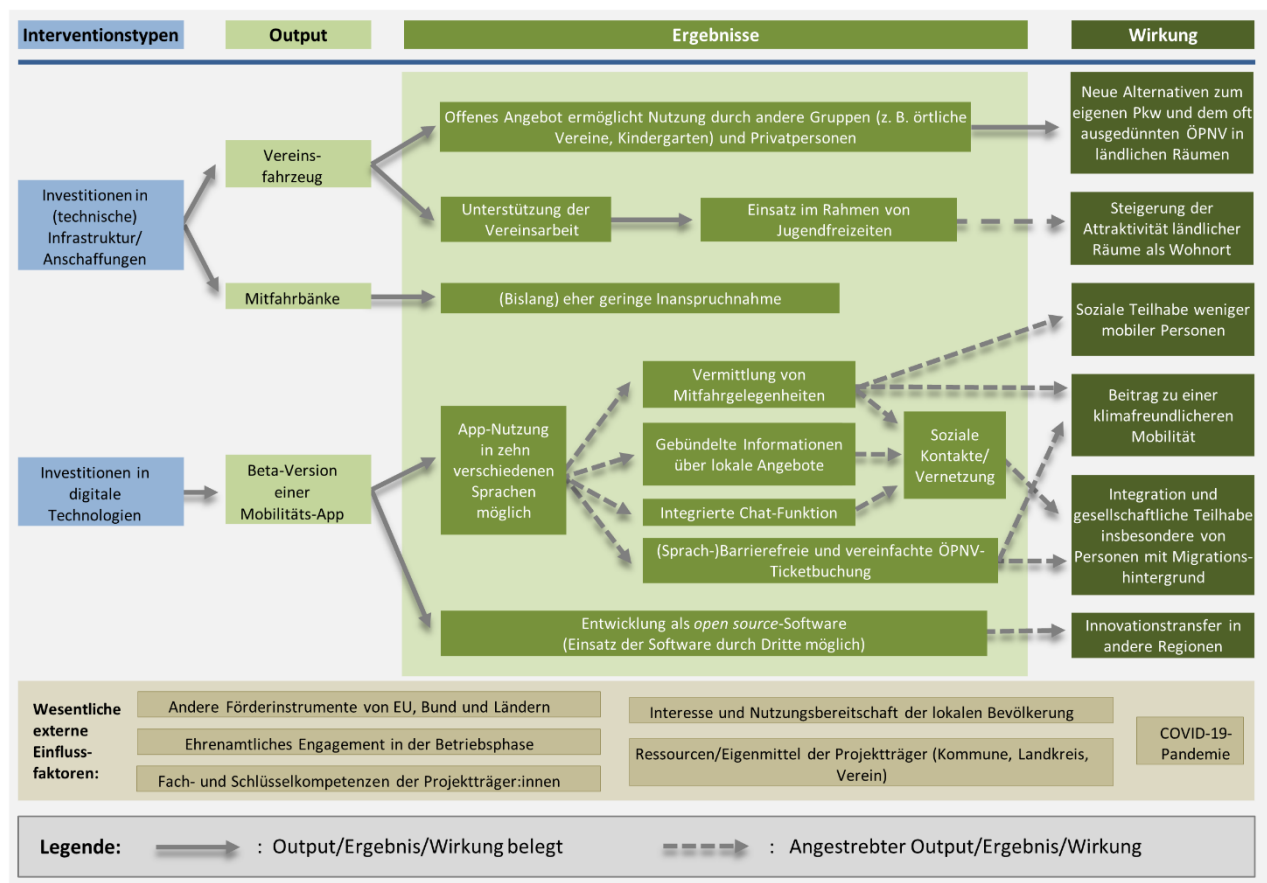 Interventionstypen
Output
Ergebnisse
Wirkung
Investitionen in
(technische)
Infrastruktur/
Anschaffungen
Vereins-
fahrzeug
Offenes Angebot ermöglicht Nutzung durch andere Gruppen (z. B. örtliche
Vereine, Kindergarten) und Privatpersonen
Neue Alternativen zum
eigenen Pkw und dem oft
ausgedünnten ÖPNV in
ländlichen Räumen
Unterstützung der
Vereinsarbeit
Einsatz im Rahmen von
Jugendfreizeiten
Steigerung der
Attraktivität ländlicher
Räume als Wohnort
Mitfahrbänke
(Bislang) eher geringe Inanspruchnahme
Soziale Teilhabe weniger
mobiler Personen
Investitionen in
digitale
Technologien
Beta-Version
einer
Mobilitäts-App
App-Nutzung
in zehn
verschiedenen
Sprachen
möglich
Vermittlung von
Mitfahrgelegenheiten
Gebündelte Informationen
über lokale Angebote
Integrierte Chat-Funktion
(Sprach-)Barrierefreie und vereinfachte ÖPNV-
Ticketbuchung
Soziale
Kontakte/
Vernetzung
Beitrag zu einer
klimafreundlicheren
Mobilität
Integration und
gesellschaftliche Teilhabe
insbesondere von
Personen mit Migrations-
hintergrund
Entwicklung als open source-Software
(Einsatz der Software durch Dritte möglich)
Innovationstransfer in
andere Regionen
Wesentliche
externe
Einfluss-
faktoren:
Andere Förderinstrumente von EU, Bund und Ländern
Ehrenamtliches Engagement in der Betriebsphase
Fach- und Schlüsselkompetenzen der Projektträger:innen
Interesse und Nutzungsbereitschaft der lokalen Bevölkerung
Ressourcen/Eigenmittel der Projektträger (Kommune, Landkreis,
Verein)
COVID-19-
Pandemie
Legende:
: Output/Ergebnis/Wirkung belegt
: Angestrebter Output/Ergebnis/Wirkung